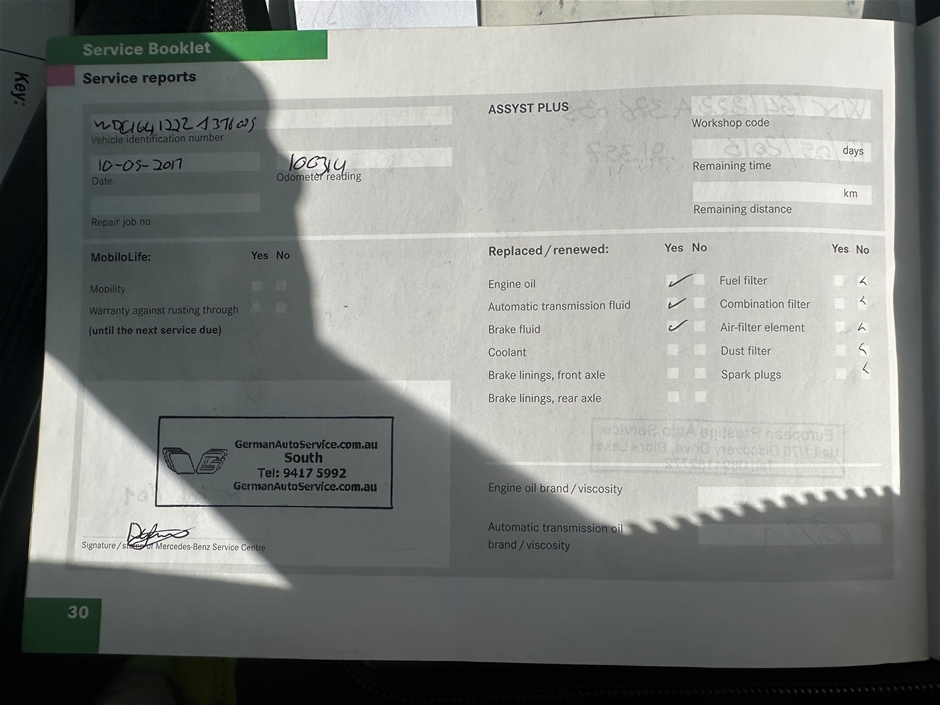 Key:
Service Booklet
Service reports
Vehicle identification number
10-05-2017
Date
Odometer reading
Repair job no.
ASSYST PLUS
Workshop code
days
Remaining time
km
Remaining distance
MobiloLife: Yes No
Mobility
Warranty against rusting through
(until the next service due)
Replaced / renewed: Yes No
Engine oil
Automatic transmission fluid
Brake fluid
Coolant
Brake linings, front axle
Brake linings, rear axle
Yes No
Fuel filter
Combination filter
Air-filter element
Dust filter
Spark plugs
GermanAutoService.com.au
South
Tel: 9417 5992
GermanAutoService.com.au
Signature / stamp of Mercedes-Benz Service Centre
Engine oil brand / viscosity
Automatic transmission oil
brand / viscosity
30